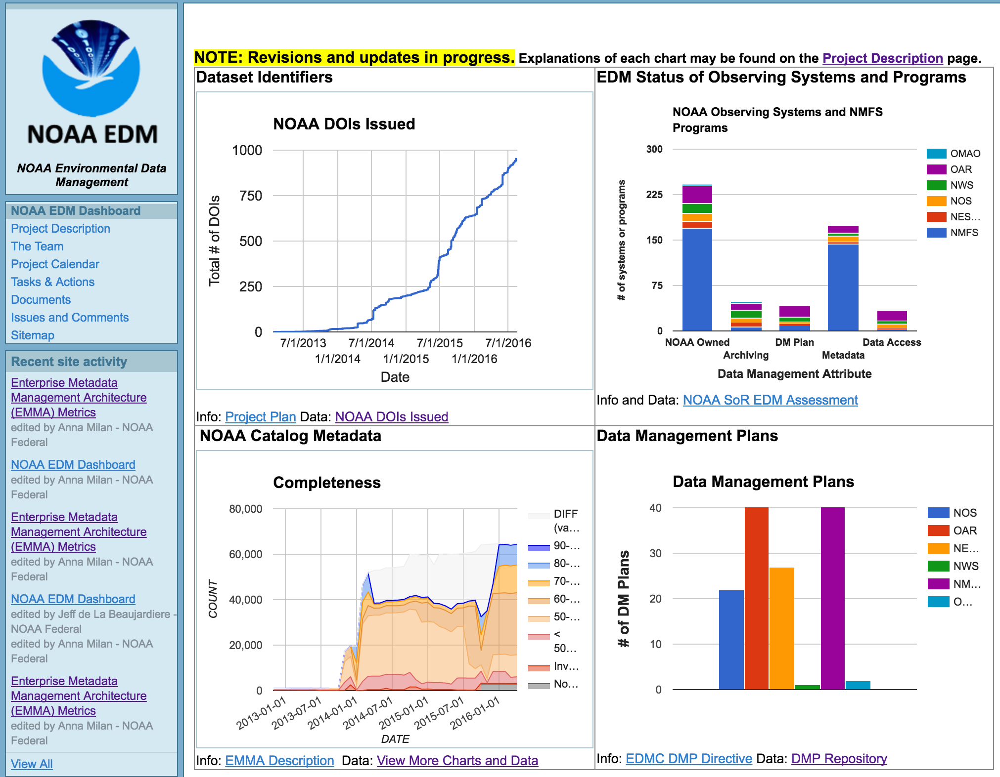 NOAA EDM
NOAA Environmental Data
Management
NOAA EDM Dashboard
Project Description
The Team
Project Calendar
Tasks & Actions
Documents
Issues and Comments
Sitemap
Recent site activity
Enterprise Metadata
Management Architecture
(EMMA) Metrics
edited by Anna Milan - NOAA
Federal
NOAA EDM Dashboard
edited by Anna Milan - NOAA
Federal
Enterprise Metadata
Management Architecture
(EMMA) Metrics
edited by Anna Milan - NOAA
Federal
NOAA EDM Dashboard
edited by Jeff de La Beaujardiere -
NOAA Federal
edited by Anna Milan - NOAA
Federal
Enterprise Metadata
Management Architecture
(EMMA) Metrics
edited by Anna Milan - NOAA
Federal
View All
NOTE: Revisions and updates in progress. Explanations of each chart may be found on the Project Description page.
Dataset Identifiers
NOAA DOIs Issued
Total # of DOIs
1000
750
500
250
0
7/1/2013
7/1/2014
7/1/2015
7/1/2016
1/1/2014
1/1/2015
1/1/2016
Date
Info: Project Plan Data: NOAA DOIs Issued
EDM Status of Observing Systems and Programs
NOAA Observing Systems and NMFS
Programs
# of systems or programs
300
225
150
75
0
OMAO
OAR
NWS
NOS
NES...
NMFS
NOAA Owned
DM Plan
Data Access
Archiving
Metadata
Data Management Attribute
Info and Data: NOAA SoR EDM Assessment
NOAA Catalog Metadata
Completeness
COUNT
80,000
60,000
40,000
20,000
0
DIFF
(va...
90-...
80-...
70-...
60-...
50-...
<
50...
Inv...
No...
2013-01-01
2013-07-01
2014-01-01
2014-07-01
2015-01-01
2015-07-01
2016-01-01
DATE
Info: EMMA Description Data: View More Charts and Data
Data Management Plans
Data Management Plans
# of DM Plans
40
30
20
10
0
NOS
OAR
NE...
NWS
NM...
O...
Info: EDMC DMP Directive Data: DMP Repository